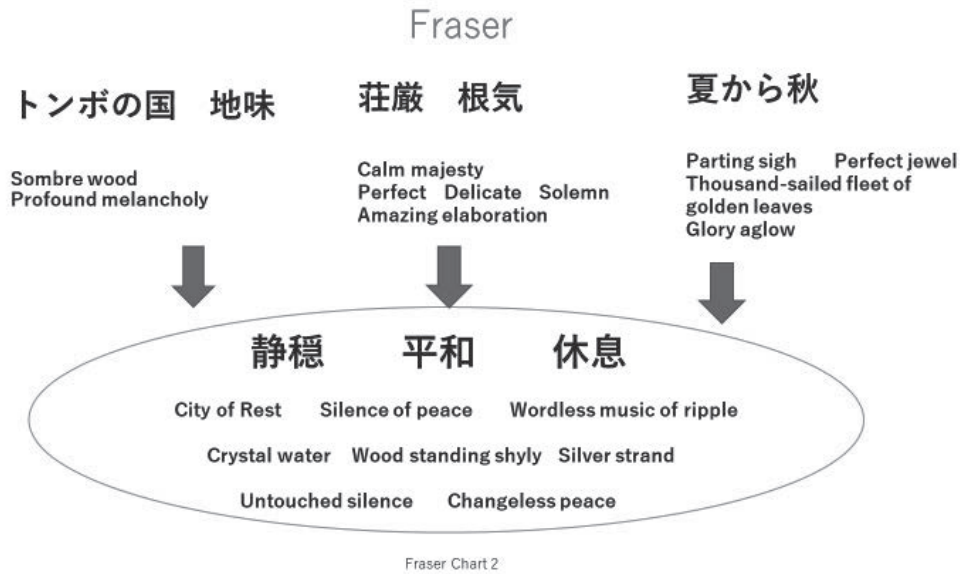 Fraser
トンボの国 地味
Sombre wood
Profound melancholy
荘厳 根気
Calm majesty
Perfect Delicate Solemn
Amazing elaboration
夏から秋
Parting sigh Perfect jewel
Thousand-sailed fleet of
golden leaves
Glory aglow
静穏 平和 休息
City of Rest Silence of peace Wordless music of ripple
Crystal water Wood standing shyly Silver strand
Untouched silence Changeless peace
Fraser Chart 2